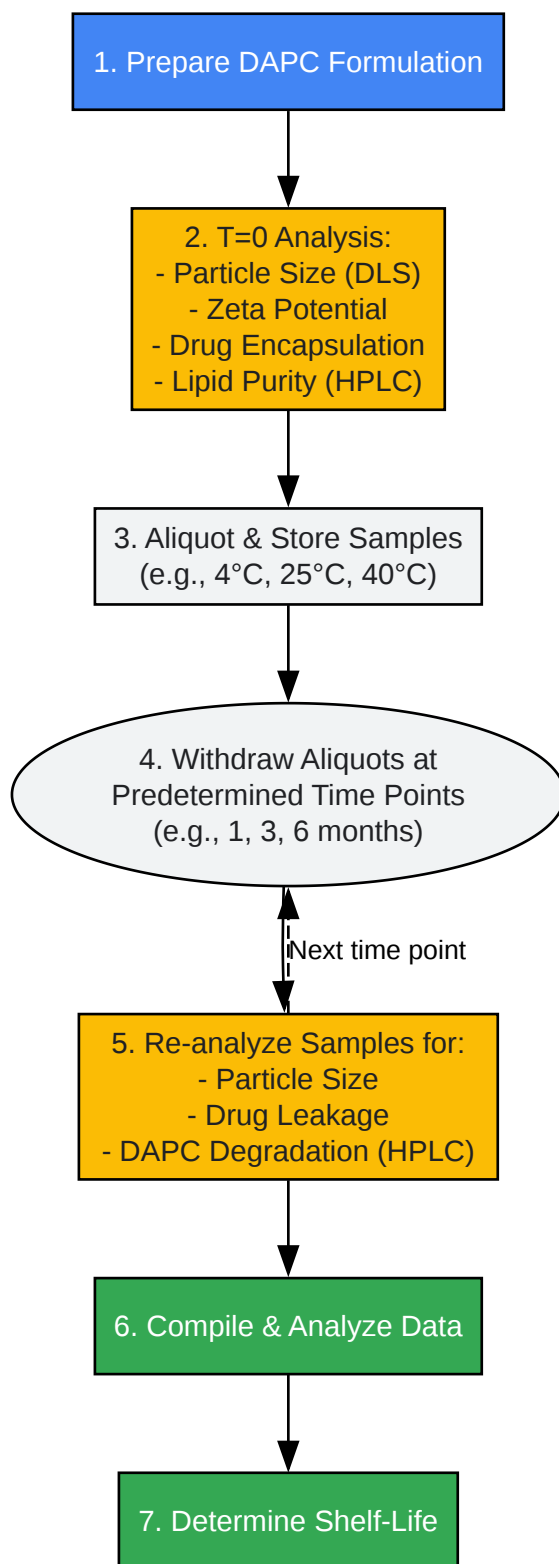 1. Prepare DAPC Formulation
2. T=0 Analysis:
- Particle Size (DLS)
- Zeta Potential
- Drug Encapsulation
- Lipid Purity (HPLC)
3. Aliquot & Store Samples
(e.g., 4°C, 25°C, 40°C)
4. Withdraw Aliquots at
Predetermined Time Points
(e.g., 1, 3, 6 months)
Next time point
5. Re-analyze Samples for:
- Particle Size
- Drug Leakage
- DAPC Degradation (HPLC)
6. Compile & Analyze Data
7. Determine Shelf-Life